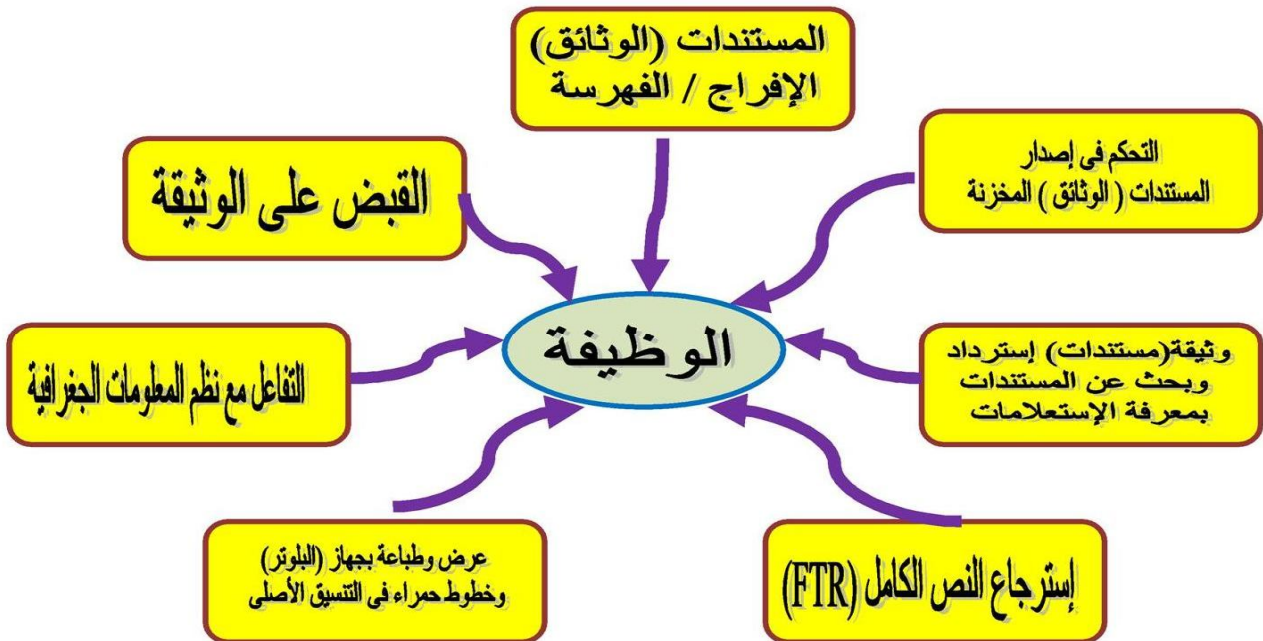 المستندات (الوثائق)
الإفراج / الفهرسة
التحكم فى إصدار
المستندات ( الوثائق ) المخزنة
القبض على الوثيقة
الوظيفة
وثيقة(مستندات) إسترداد
وبحث عن المستندات
بمعرفة الإستعلامات
التفاعل مع نظم المعلومات الجغرافية
إسترجاع النص الكامل (FTR)
عرض وطباعة بجهاز (البلوتر)
وخطوط حمراء فى التنسيق الأصلى